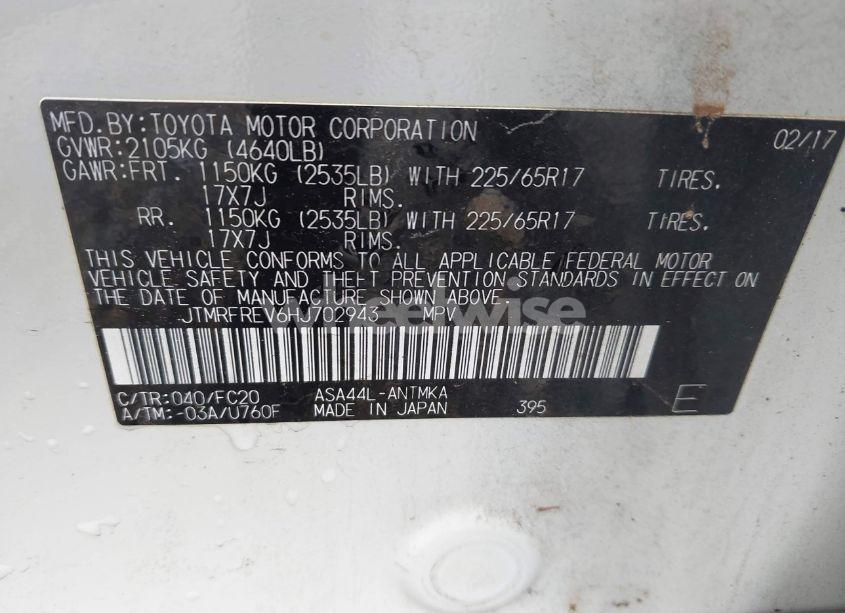 MFD.BY:TOYOTA MOTOR CORPORATION 02/17
GVWR:2105KG (4640LB)
GAWR:FRT. 1150KG (2535LB) WITH 225/65R17 TIRES.
17X7J RIMS.
RR. 1150KG (2535LB) WITH 225/65R17 TIRES.
17X7J RIMS.
THIS VEHICLE CONFORMS TO ALL APPLICABLE FEDERAL MOTOR
VEHICLE SAFETY AND THEFT PREVENTION STANDARDS IN EFFECT ON
THE DATE OF MANUFACTURE SHOWN ABOVE.
wheelwise
JTMRFREV6HJ702943 MPV
C/TR:040/FC20 ASA44L-ANTMKA
A/TM:-03A/U760F MADE IN JAPAN 395 E